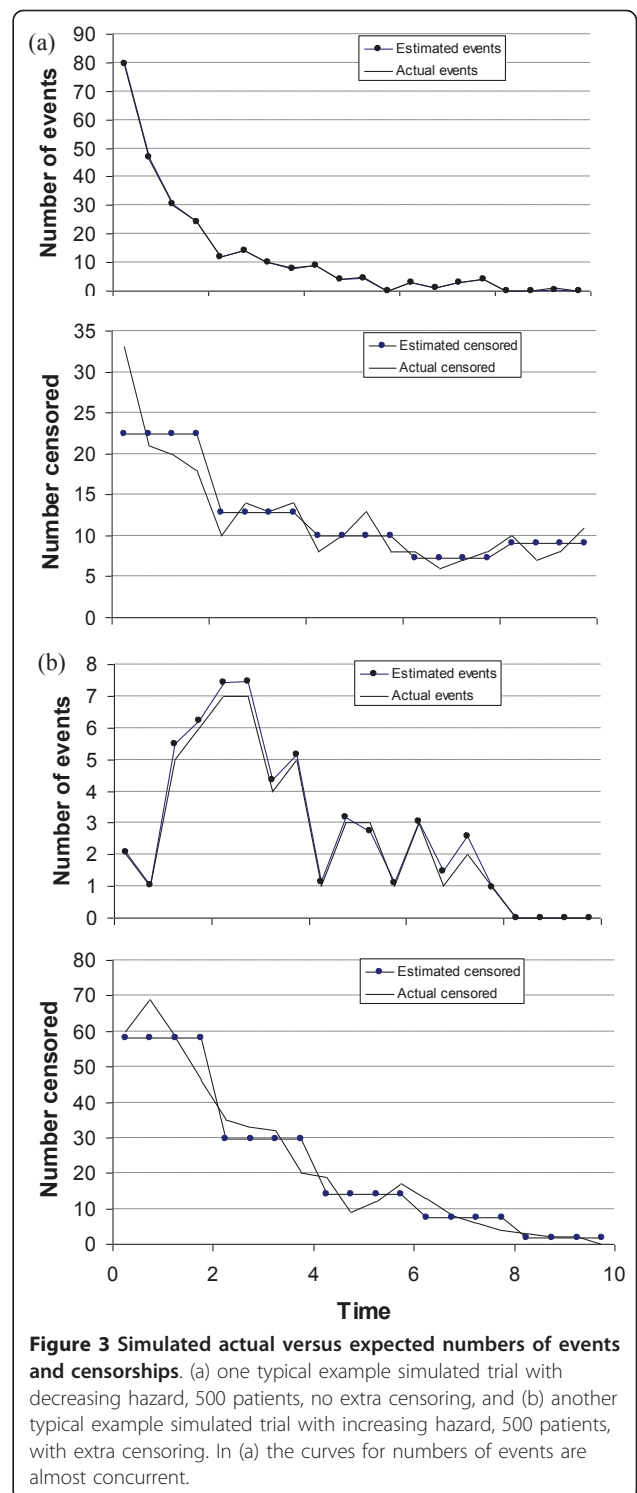 (a)
Estimated events
Actual events
Number of events
90
80
70
60
50
40
30
20
10
0
Estimated censored
Actual censored
Number censored
35
30
25
20
15
10
5
0
(b)
Estimated events
Actual events
Number of events
8
7
6
5
4
3
2
1
0
Estimated censored
Actual censored
Number censored
80
70
60
50
40
30
20
10
0
0 2 4 6 8 10
Time
Figure 3 Simulated actual versus expected numbers of events
and censorships. (a) one typical example simulated trial with
decreasing hazard, 500 patients, no extra censoring, and (b) another
typical example simulated trial with increasing hazard, 500 patients,
with extra censoring. In (a) the curves for numbers of events are
almost concurrent.